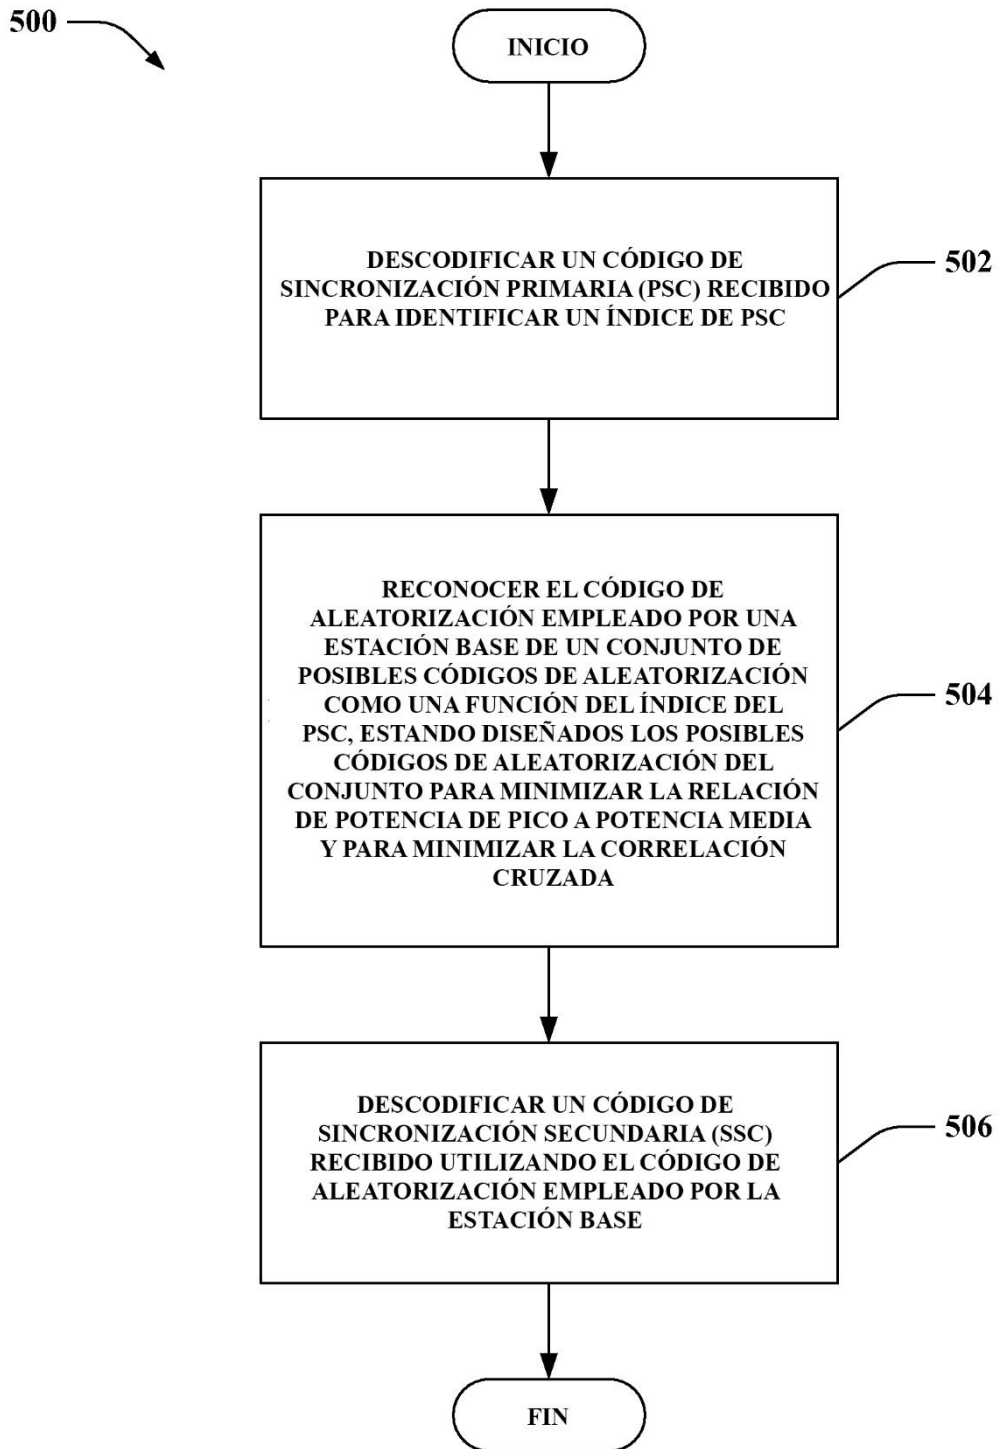 500
INICIO
DESCODIFICAR UN CÓDIGO DE
SINCRONIZACIÓN PRIMARIA (PSC) RECIBIDO
PARA IDENTIFICAR UN ÍNDICE DE PSC
502
RECONOCER EL CÓDIGO DE
ALEATORIZACIÓN EMPLEADO POR UNA
ESTACIÓN BASE DE UN CONJUNTO DE
POSIBLES CÓDIGOS DE ALEATORIZACIÓN
COMO UNA FUNCIÓN DEL ÍNDICE DEL
PSC, ESTANDO DISEÑADOS LOS POSIBLES
CÓDIGOS DE ALEATORIZACIÓN DEL
CONJUNTO PARA MINIMIZAR LA RELACIÓN
DE POTENCIA DE PICO A POTENCIA MEDIA
Y PARA MINIMIZAR LA CORRELACIÓN
CRUZADA
504
DESCODIFICAR UN CÓDIGO DE
SINCRONIZACIÓN SECUNDARIA (SSC)
RECIBIDO UTILIZANDO EL CÓDIGO DE
ALEATORIZACIÓN EMPLEADO POR LA
ESTACIÓN BASE
506
FIN